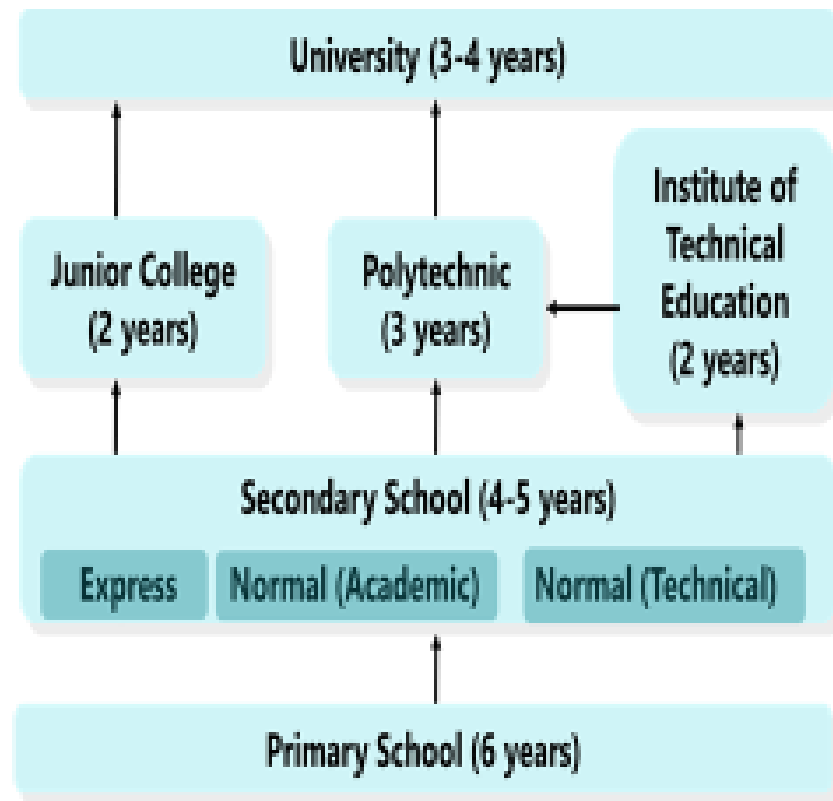 University (3-4 years)
Junior College
(2 years)
Polytechnic
(3 years)
Institute of
Technical
Education
(2 years)
Secondary School (4-5 years)
Express
Normal (Academic)
Normal (Technical)
Primary School (6 years)